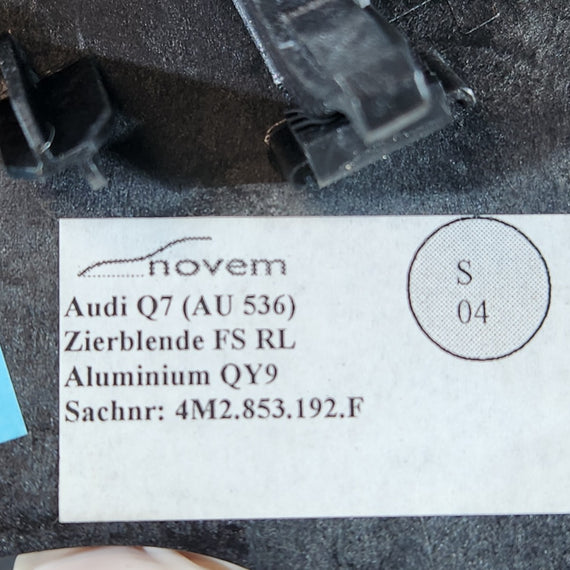 novem
Audi Q7 (AU 536)
Zierblende FS RL
Aluminium QY9
Sachnr: 4M2.853.192.F
S
04